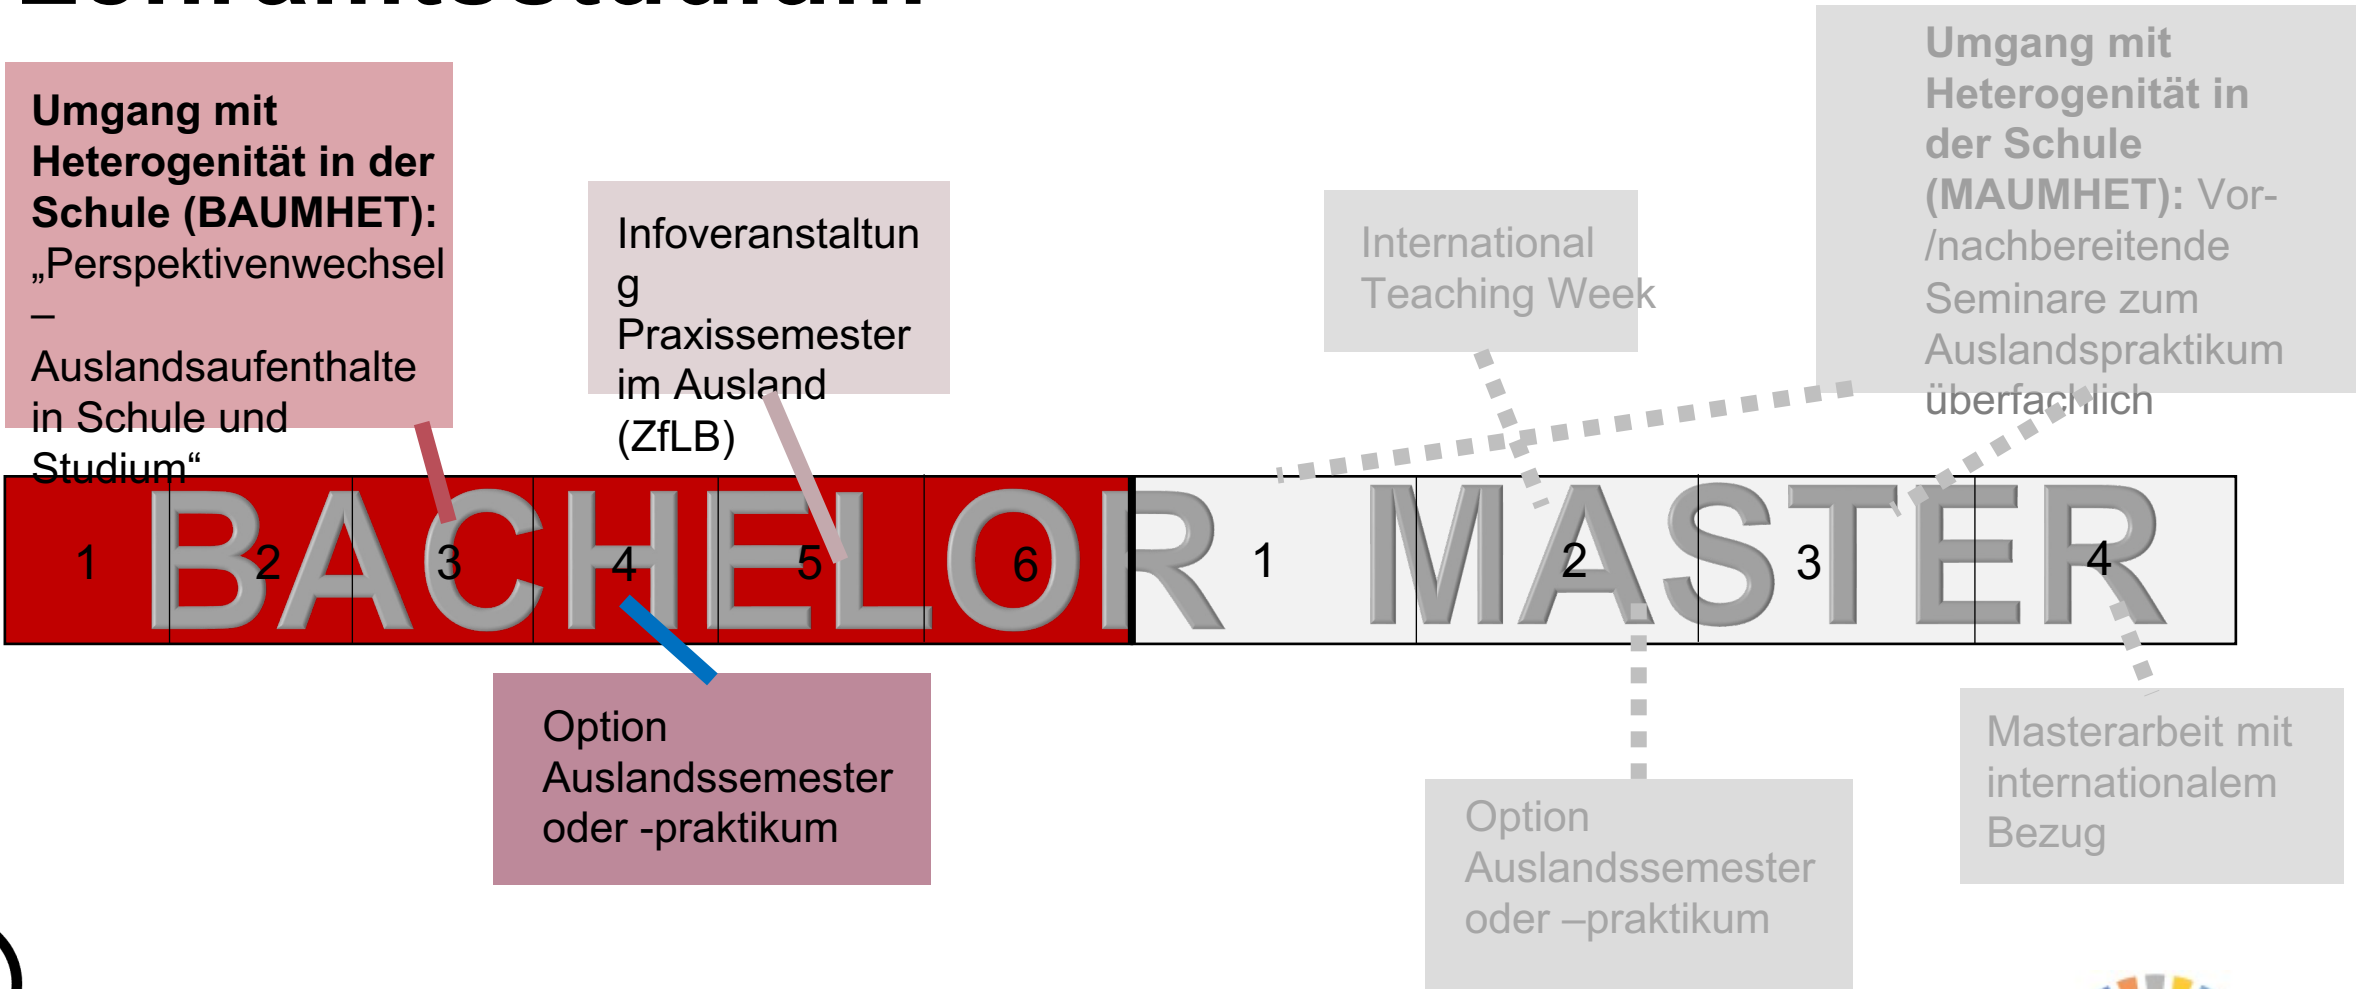 Umgang mit
Heterogenität in der
Schule (BAUMHET):
„Perspektivenwechsel
–
Auslandsaufenthalte
in Schule und
Studium“
Infoveranstaltun
g
Praxissemester
im Ausland
(ZfLB)
International
Teaching Week
Umgang mit
Heterogenität in
der Schule
(MAUMHET): Vor-
/nachbereitende
Seminare zum
Auslandspraktikum
überfachlich
BACHELOR MASTER
1 2 3 4 5 6 1 2 3 4
Option
Auslandssemester
oder -praktikum
Option
Auslandssemester
oder –praktikum
Masterarbeit mit
internationalem
Bezug